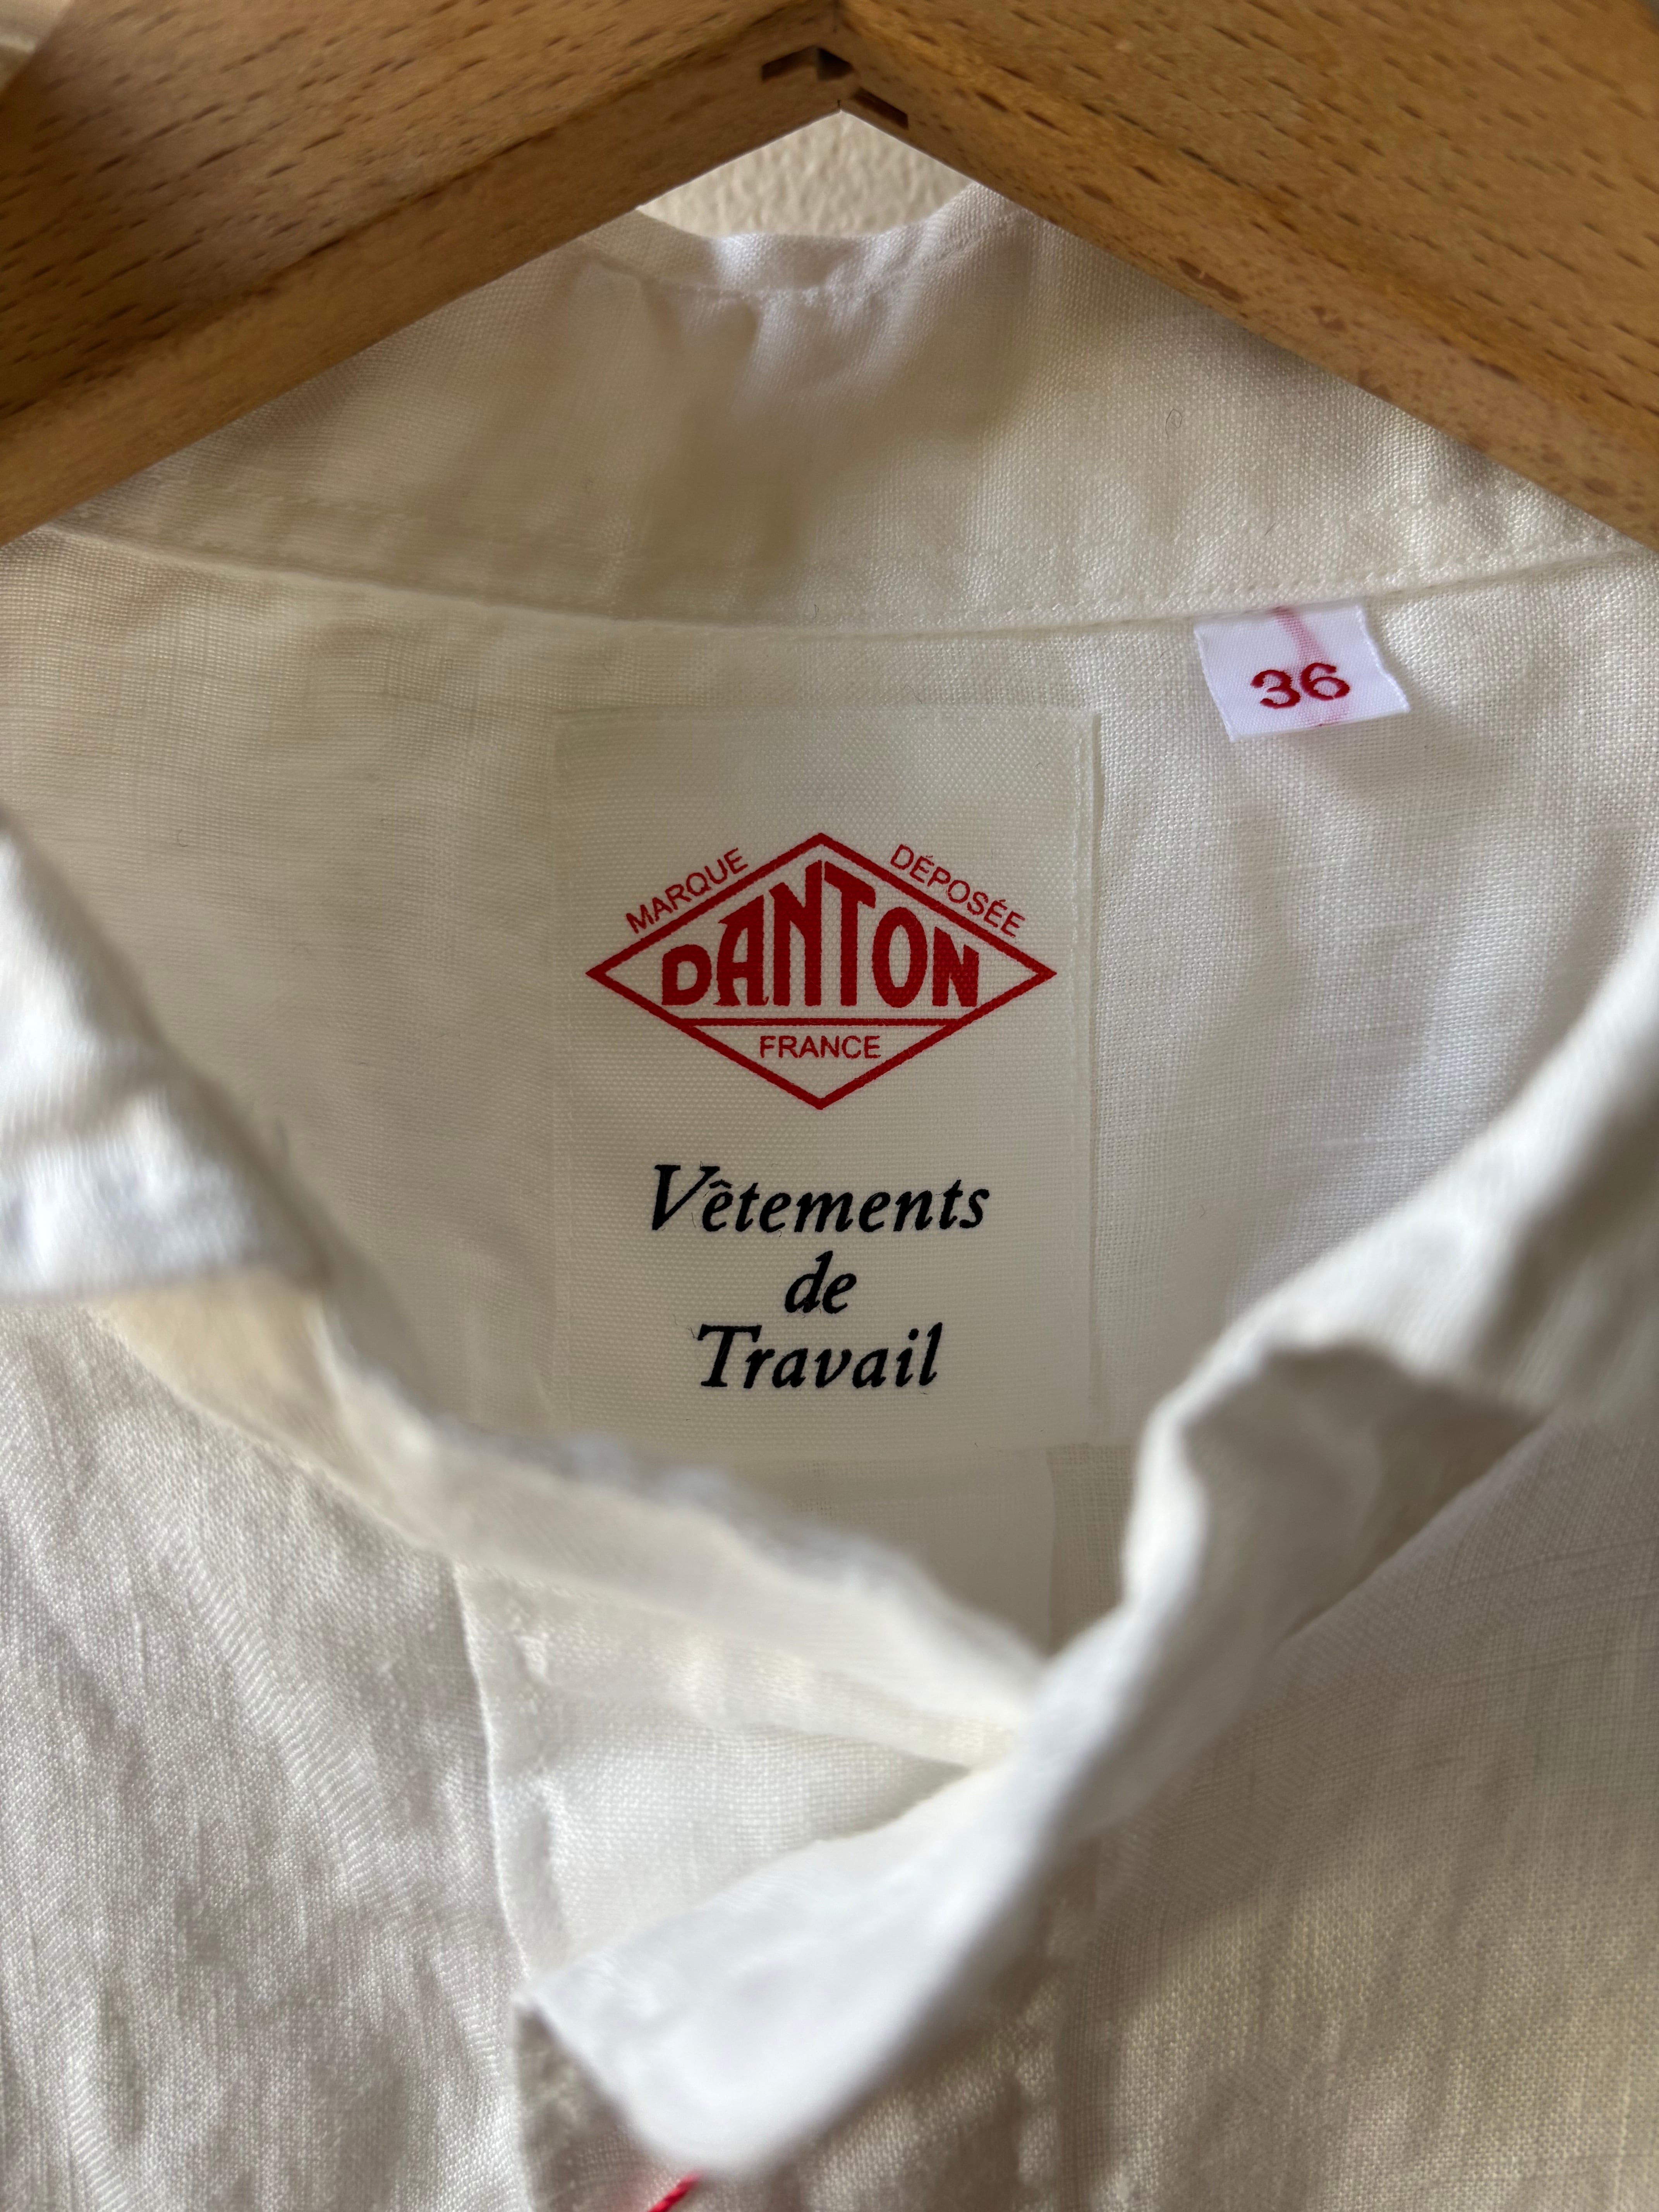 36
MARQUE DÉPOSÉE
DANTON
FRANCE
Vêtements
de
Travail